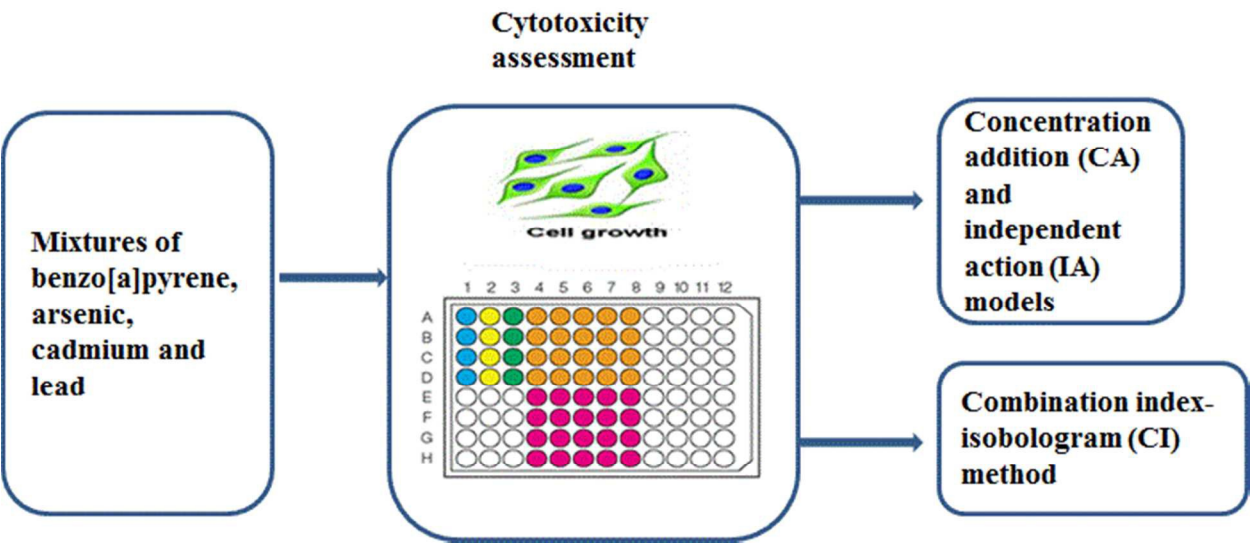 Cytotoxicity
assessment
Mixtures of
benzo[a]pyrene,
arsenic,
cadmium and
lead
Cell growth
1 2 3 4 5 6 7 8 9 10 11 12
A
B
C
D
E
F
G
H
Concentration
addition (CA)
and
independent
action (IA)
models
Combination index-
isobologram (CI)
method